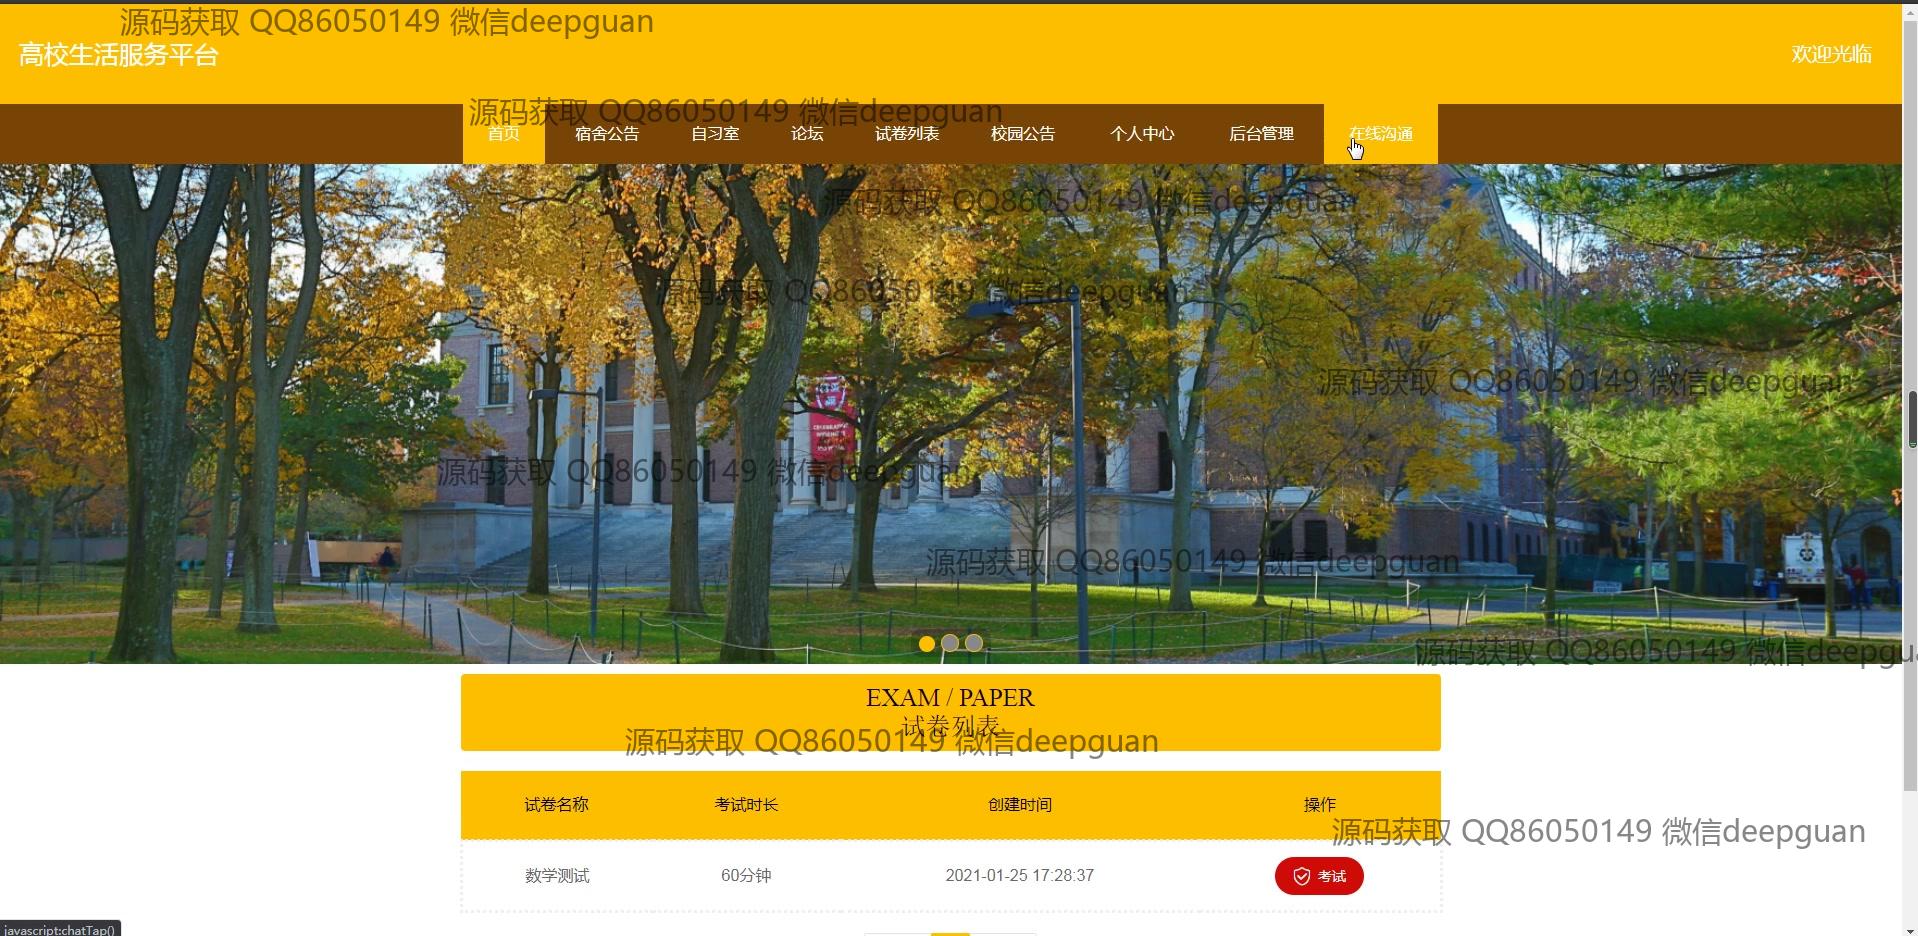 源码获取 QQ86050149 微信deepguan
高校生活服务平台
欢迎光临
源码获取 QQ86050149 微信deepguan
首页 宿舍公告 自习室 论坛 试卷列表 校园公告 个人中心 后台管理 在线沟通
源码获取 QQ86050149 微信deepguan
源码获取 QQ86050149 微信deepguan
源码获取 QQ86050149 微信deepguan
源码获取 QQ86050149 微信deepguan
源码获取 QQ86050149 微信deepguan
源码获取 QQ86050149 微信deepgu
EXAM / PAPER
试卷列表
源码获取 QQ86050149 微信deepguan
试卷名称 考试时长 创建时间 操作
源码获取 QQ86050149 微信deepguan
数学测试 60分钟 2021-01-25 17:28:37 考试
javascript:chatTap()